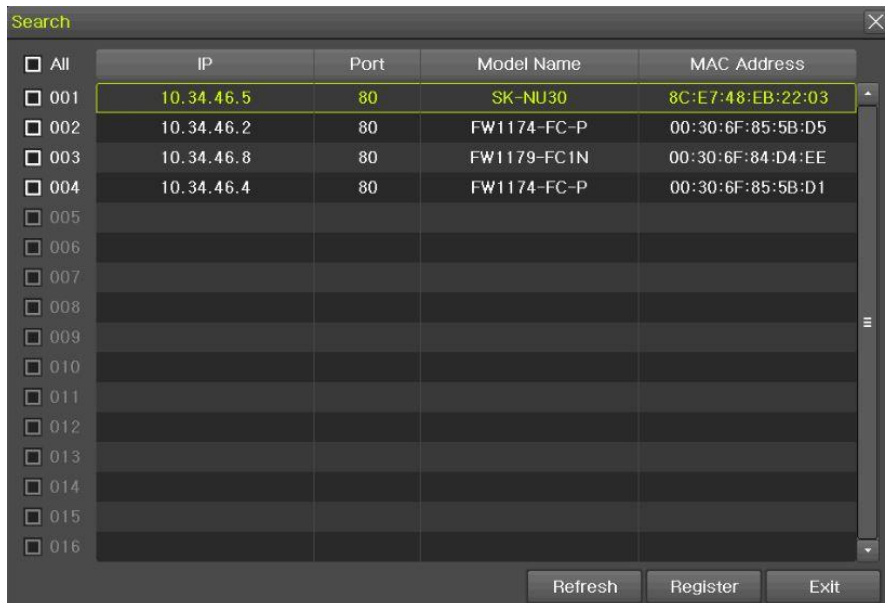 Search
All IP Port Model Name MAC Address
001 10.34.46.5 80 SK-NU30 8C:E7:48:EB:22:03
002 10.34.46.2 80 FW1174-FC-P 00:30:6F:85:5B:D5
003 10.34.46.8 80 FW1179-FC1N 00:30:6F:84:D4:EE
004 10.34.46.4 80 FW1174-FC-P 00:30:6F:85:5B:D1
005
006
007
008
009
010
011
012
013
014
015
016
Refresh Register Exit